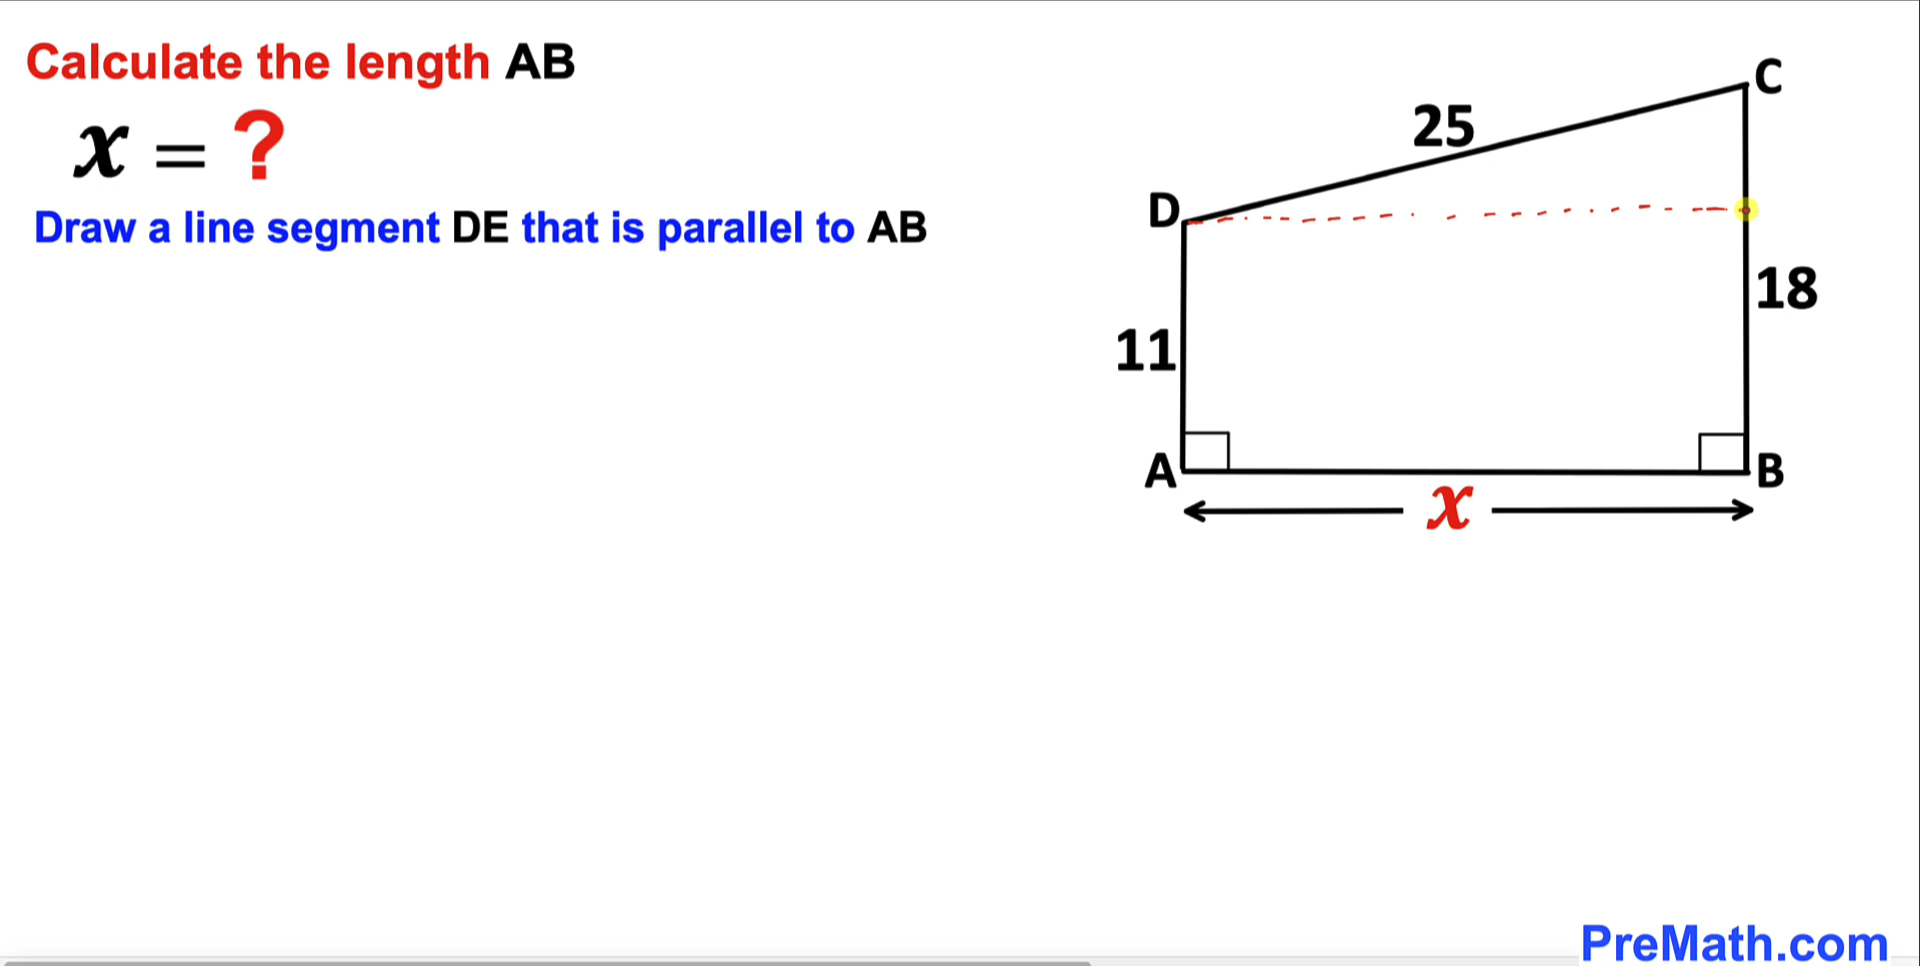 Calculate the length AB
x = ?
Draw a line segment DE that is parallel to AB
C
25
D
18
11
A
B
x
PreMath.com